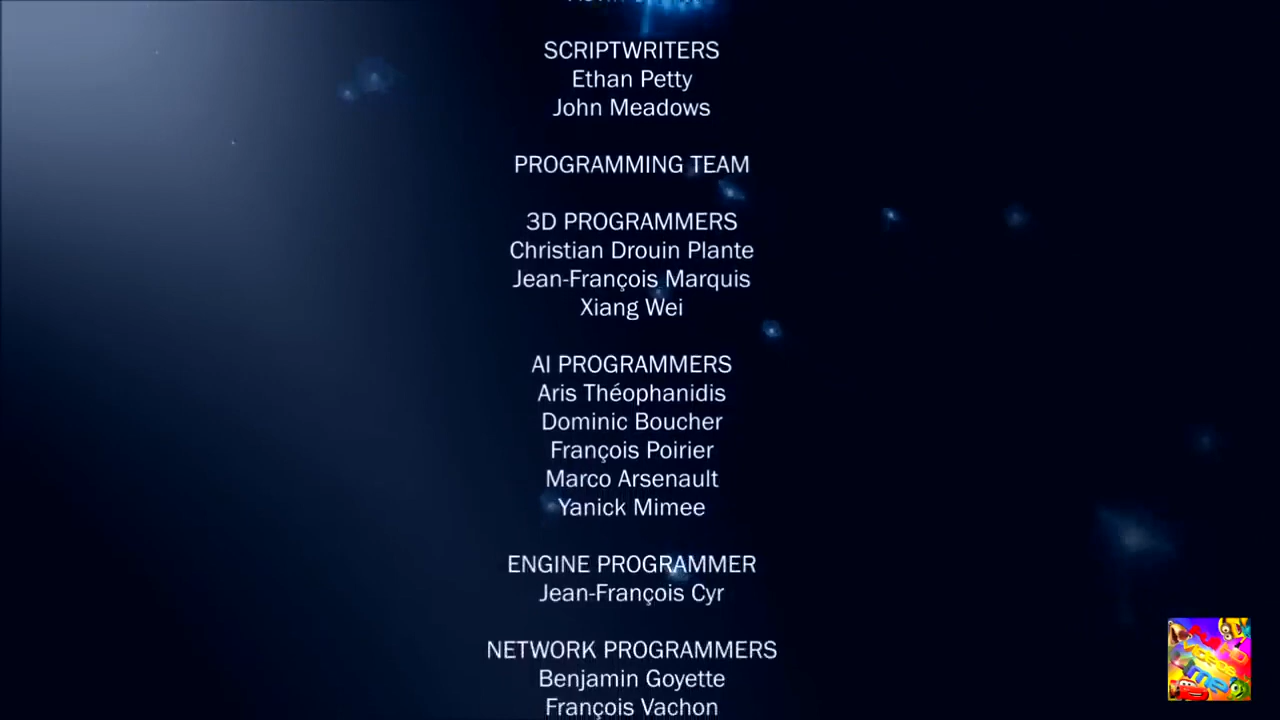 SCRIPTWRITERS
Ethan Petty
John Meadows
PROGRAMMING TEAM
3D PROGRAMMERS
Christian Drouin Plante
Jean-François Marquis
Xiang Wei
AI PROGRAMMERS
Aris Théophanidis
Dominic Boucher
François Poirier
Marco Arsenault
Yanick Mimee
ENGINE PROGRAMMER
Jean-François Cyr
NETWORK PROGRAMMERS
Benjamin Goyette
François Vachon